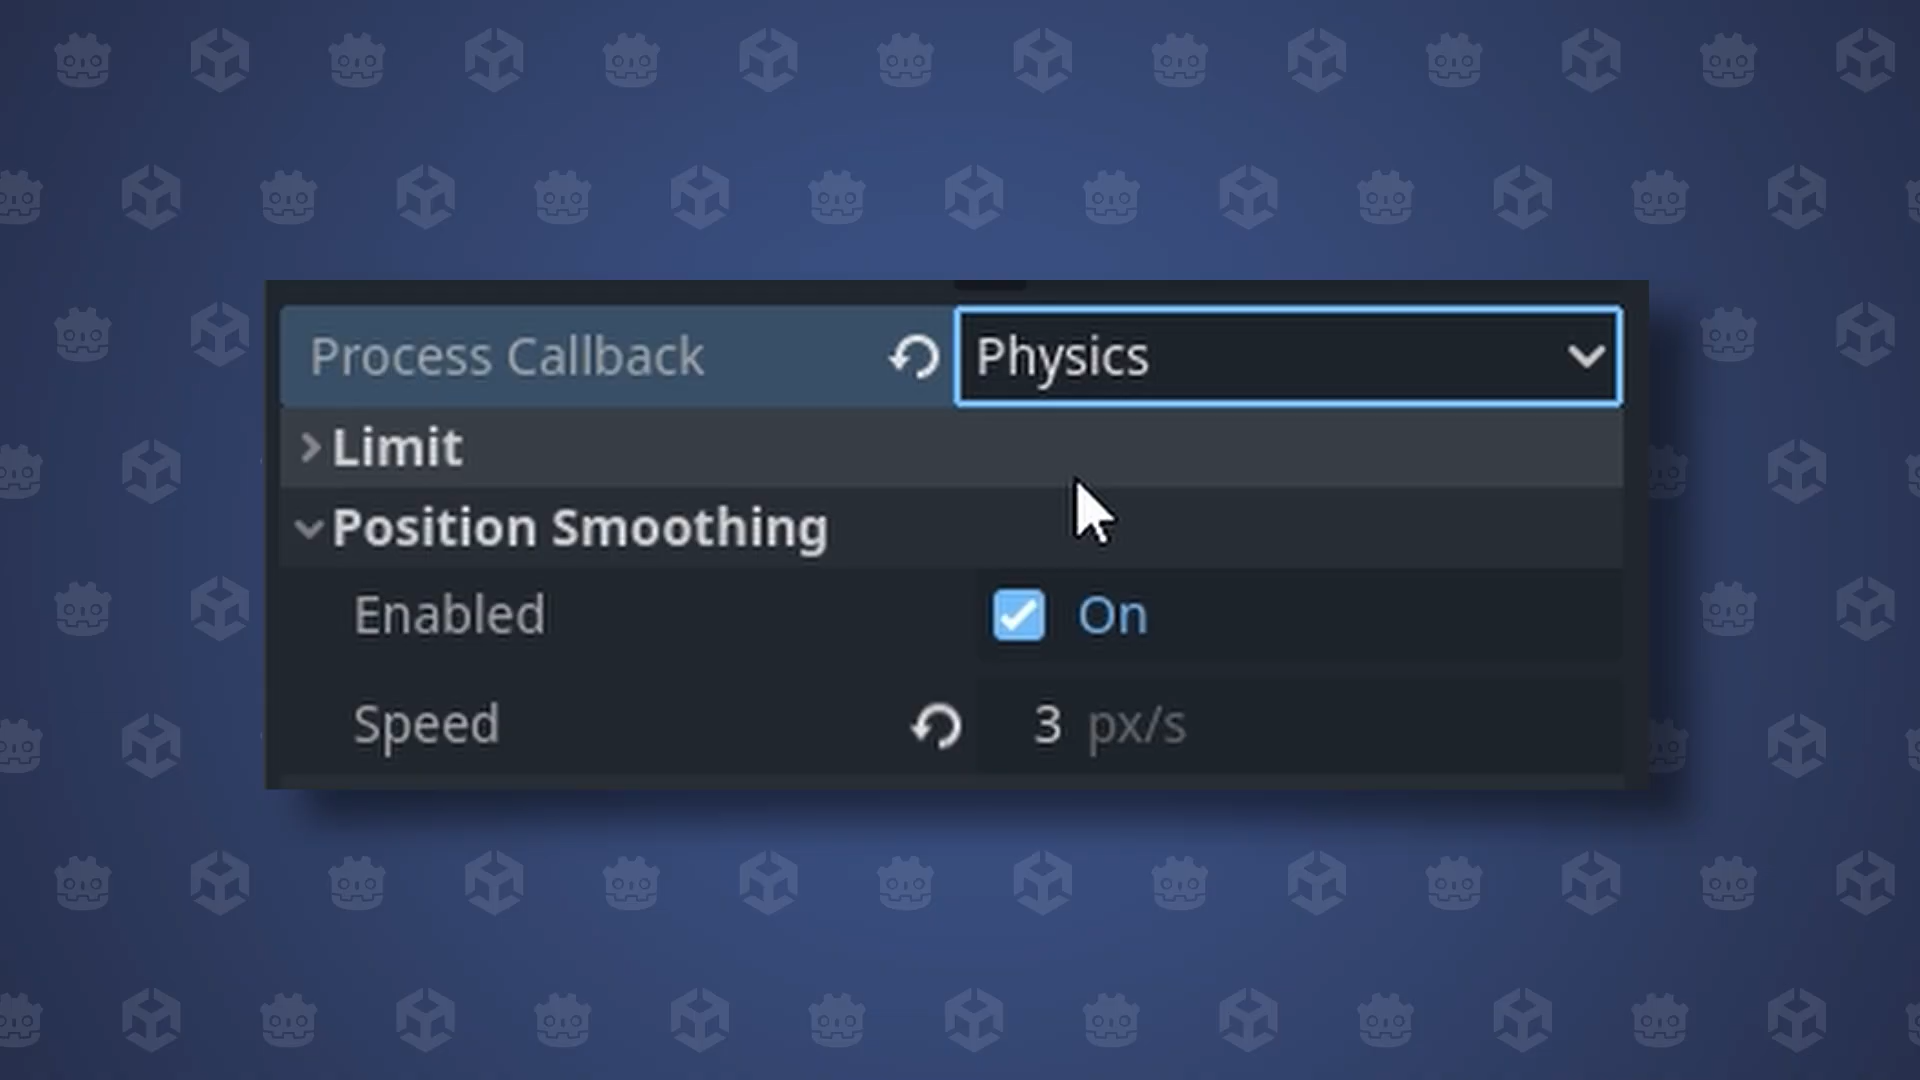 Process Callback Physics
Limit
Position Smoothing
Enabled On
Speed 3 px/s